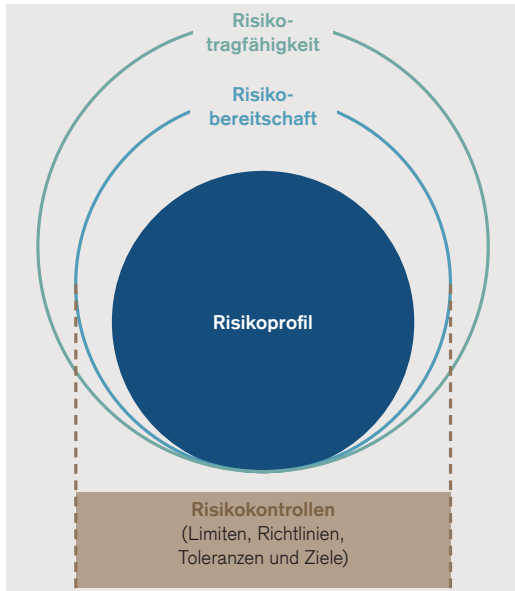 Risiko-
tragfähigkeit
Risiko-
bereitschaft
Risikoprofil
Risikokontrollen
(Limiten, Richtlinien,
Toleranzen und Ziele)